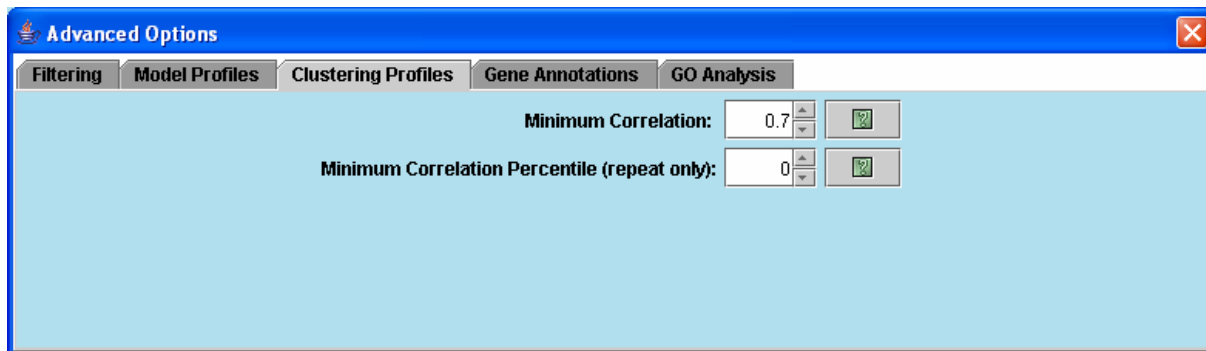 Advanced Options
Filtering Model Profiles Clustering Profiles Gene Annotations GO Analysis
Minimum Correlation: 0.7 ?
Minimum Correlation Percentile (repeat only): 0 ?